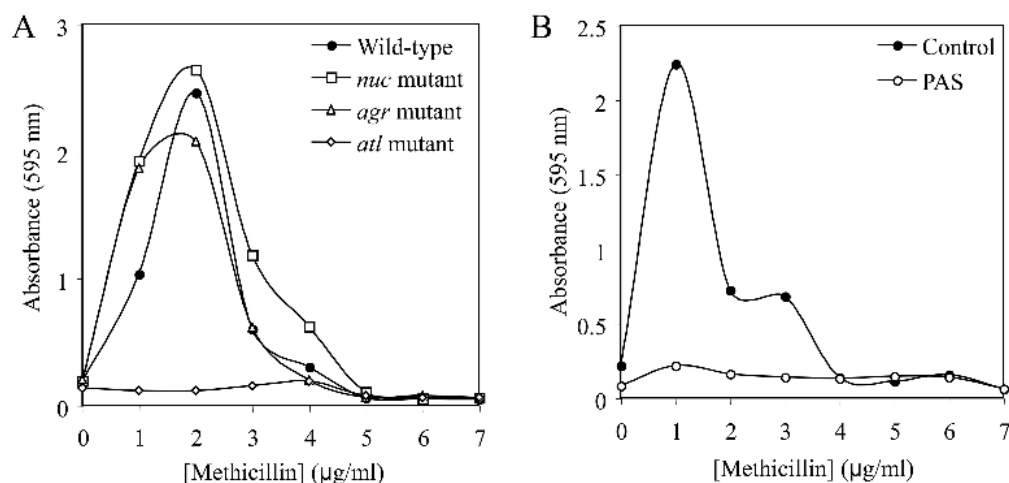 A
Absorbance (595 nm)
3
2
1
0
Wild-type
nuc mutant
agr mutant
atl mutant
0 1 2 3 4 5 6 7
[Methicillin] (µg/ml)
B
Absorbance (595 nm)
2.5
2
1.5
1
0.5
0
Control
PAS
0 1 2 3 4 5 6 7
[Methicillin] (µg/ml)